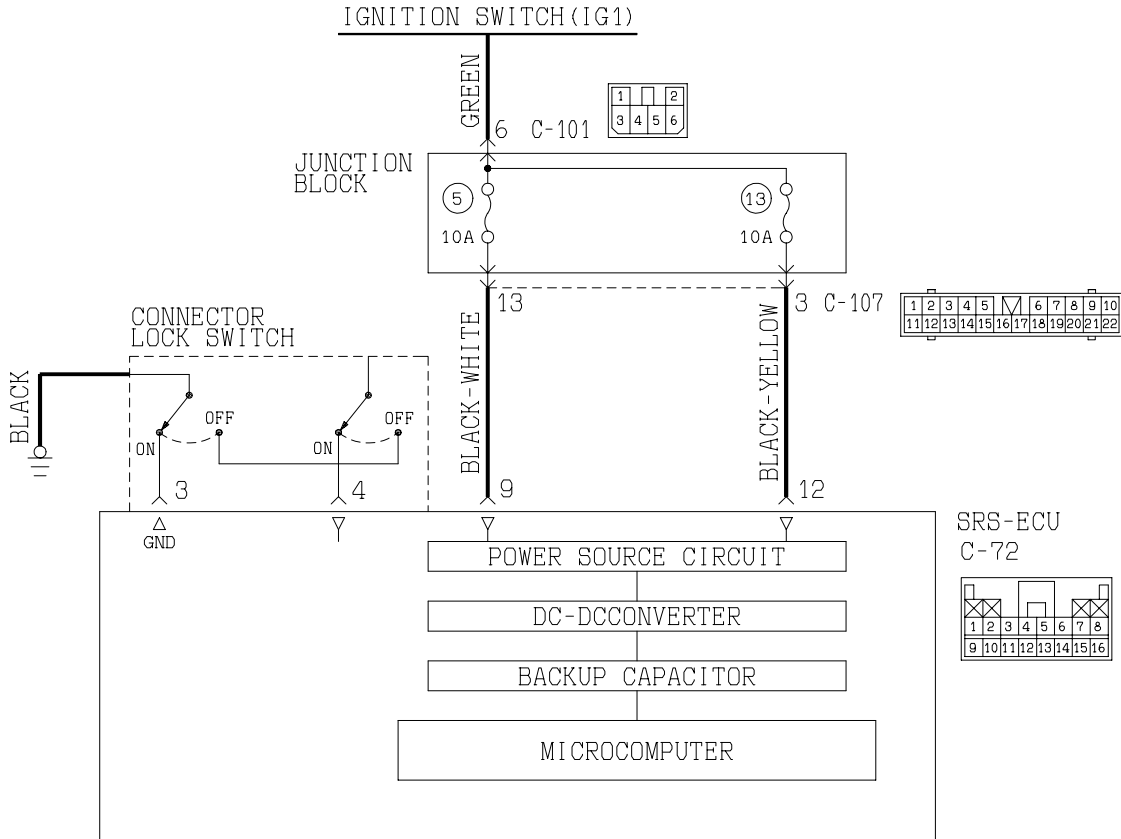 IGNITION SWITCH(IG1)
GREEN
6 C-101
1 2
3 4 5 6
JUNCTION
BLOCK
5
10A
13
10A
13
3 C-107
1 2 3 4 5 6 7 8 9 10
11 12 13 14 15 16 17 18 19 20 21 22
CONNECTOR
LOCK SWITCH
BLACK
ON
OFF
ON
OFF
BLACK-WHITE
BLACK-YELLOW
3
4
9
12
GND
SRS-ECU
C-72
1 2 3 4 5 6 7 8
9 10 11 12 13 14 15 16
POWER SOURCE CIRCUIT
DC-DCCONVERTER
BACKUP CAPACITOR
MICROCOMPUTER